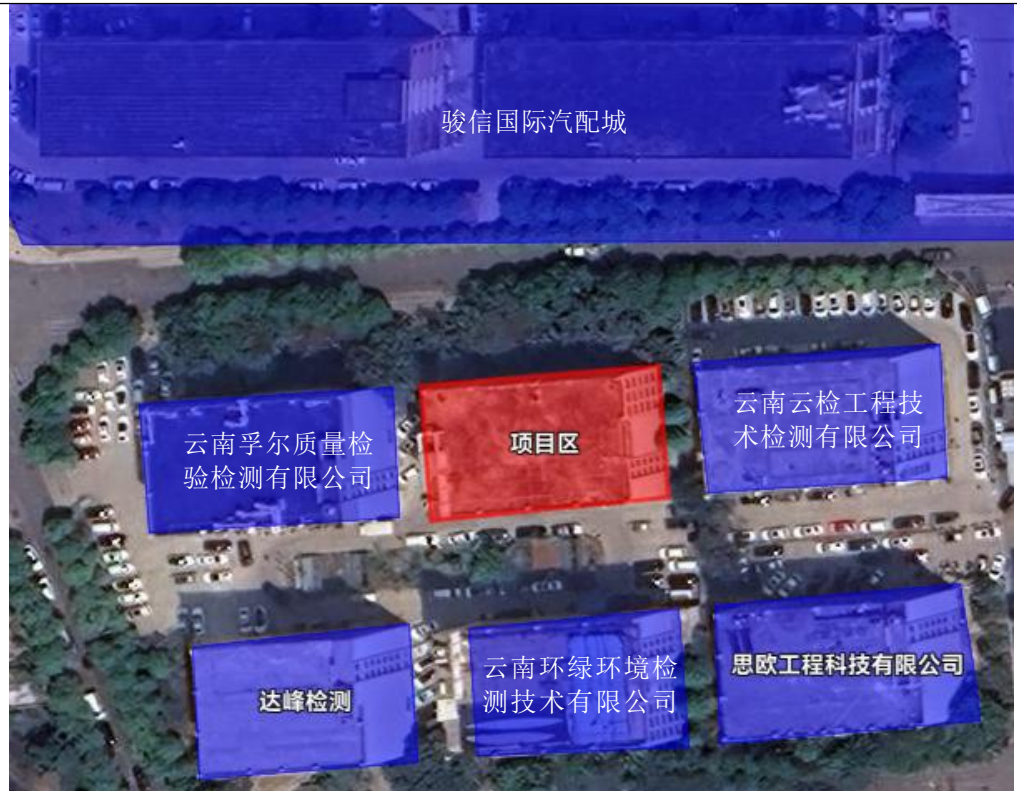 骏信国际汽配城
云南孚尔质量检
验检测有限公司
项目区
云南云检工程技
术检测有限公司
达峰检测
云南环绿环境检
测技术有限公司
思欧工程科技有限公司